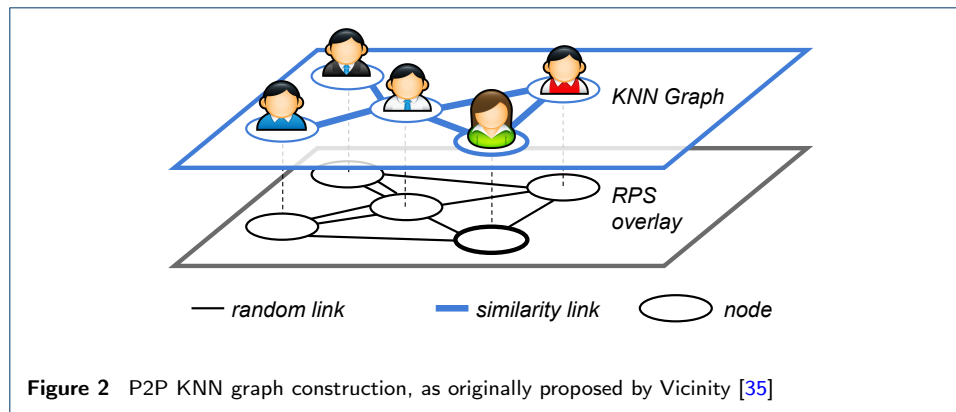 KNN Graph
RPS
overlay
random link
similarity link
node
Figure 2 P2P KNN graph construction, as originally proposed by Vicinity [35]